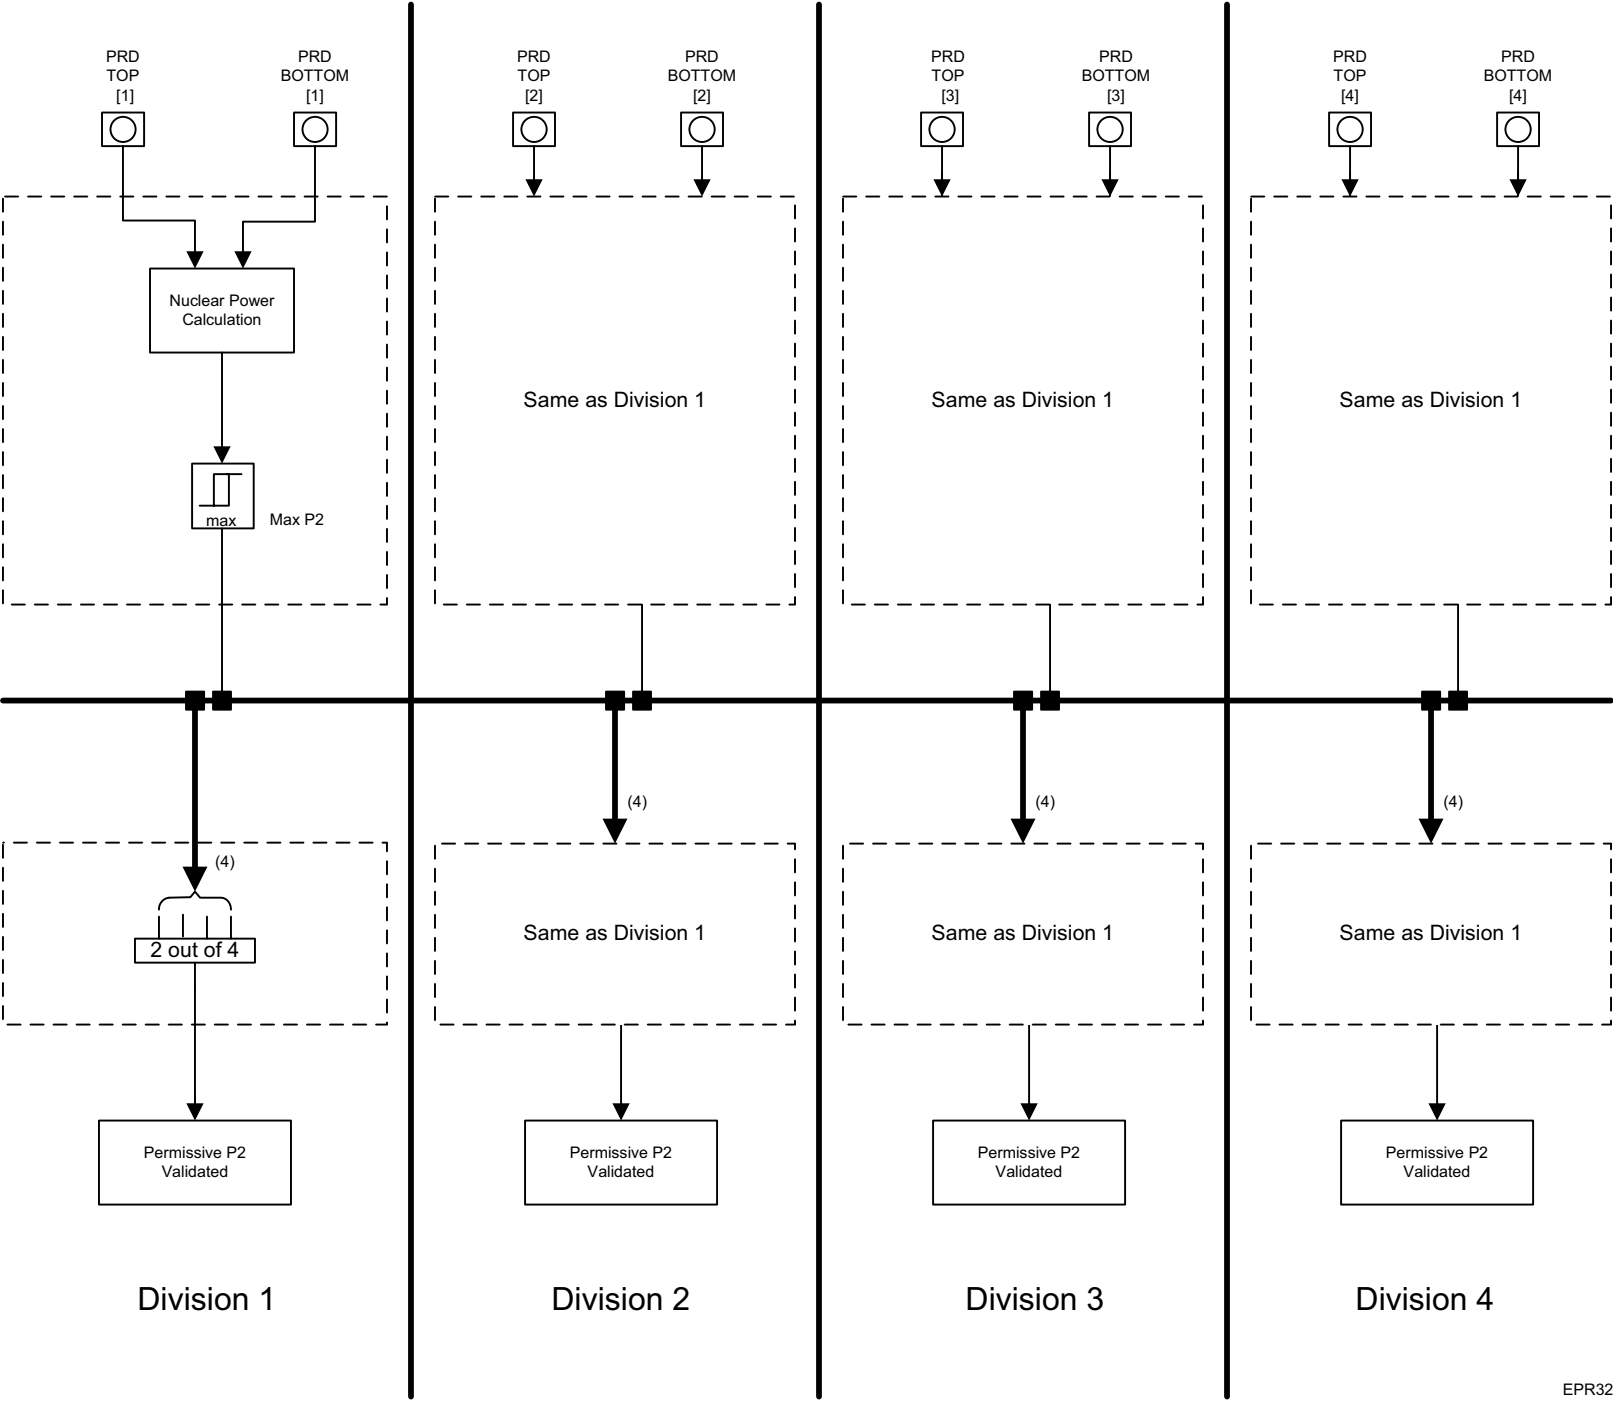 PRD
TOP
[1]
PRD
BOTTOM
[1]
PRD
TOP
[2]
PRD
BOTTOM
[2]
PRD
TOP
[3]
PRD
BOTTOM
[3]
PRD
TOP
[4]
PRD
BOTTOM
[4]
Nuclear Power
Calculation
max
Max P2
Same as Division 1
Same as Division 1
Same as Division 1
(4)
(4)
(4)
(4)
2 out of 4
Same as Division 1
Same as Division 1
Same as Division 1
Permissive P2
Validated
Permissive P2
Validated
Permissive P2
Validated
Permissive P2
Validated
Division 1
Division 2
Division 3
Division 4
EPR32